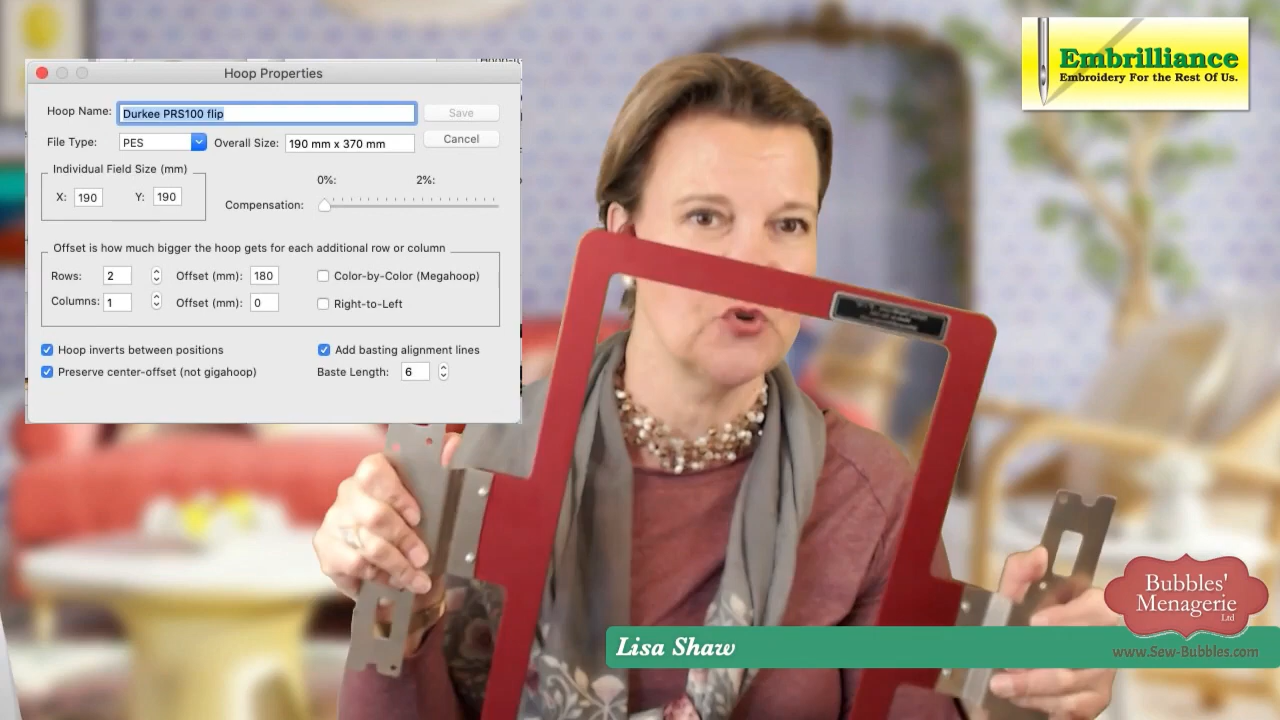 Hoop Properties
Hoop Name: Durkee PRS100 flip Save
File Type: PES Overall Size: 190 mm x 370 mm Cancel
Individual Field Size (mm)
X: 190 Y: 190
0%: 2%:
Compensation:
Offset is how much bigger the hoop gets for each additional row or column
Rows: 2 Offset (mm): 180 Color-by-Color (Megahoop)
Columns: 1 Offset (mm): 0 Right-to-Left
Hoop inverts between positions Add basting alignment lines
Preserve center-offset (not gigahoop) Baste Length: 6
Embrilliance
Embroidery For the Rest Of Us.
Bubbles'
Menagerie
Ltd
Lisa Shaw
www.Sew-Bubbles.com